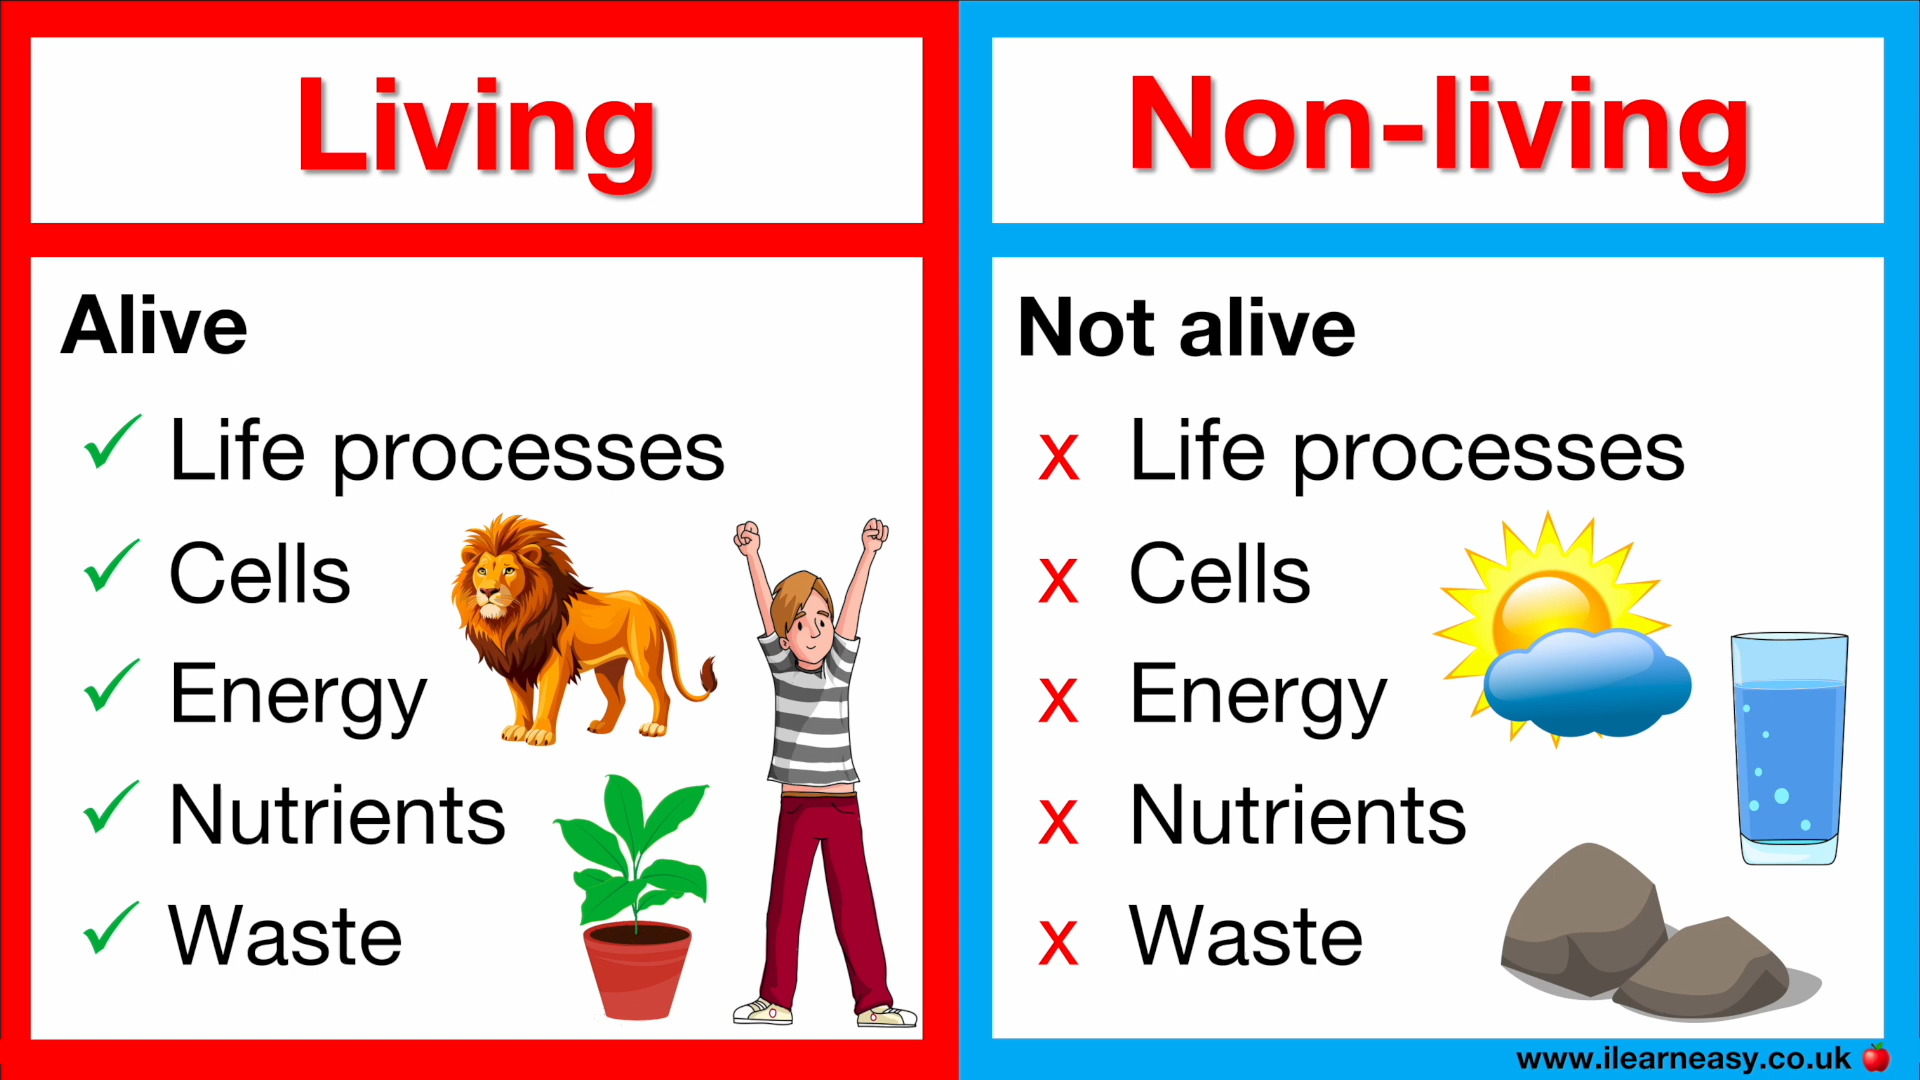 Living
Alive
Life processes
Cells
Energy
Nutrients
Waste
Non-living
Not alive
x Life processes
x Cells
x Energy
x Nutrients
x Waste
www.ilearneasy.co.uk